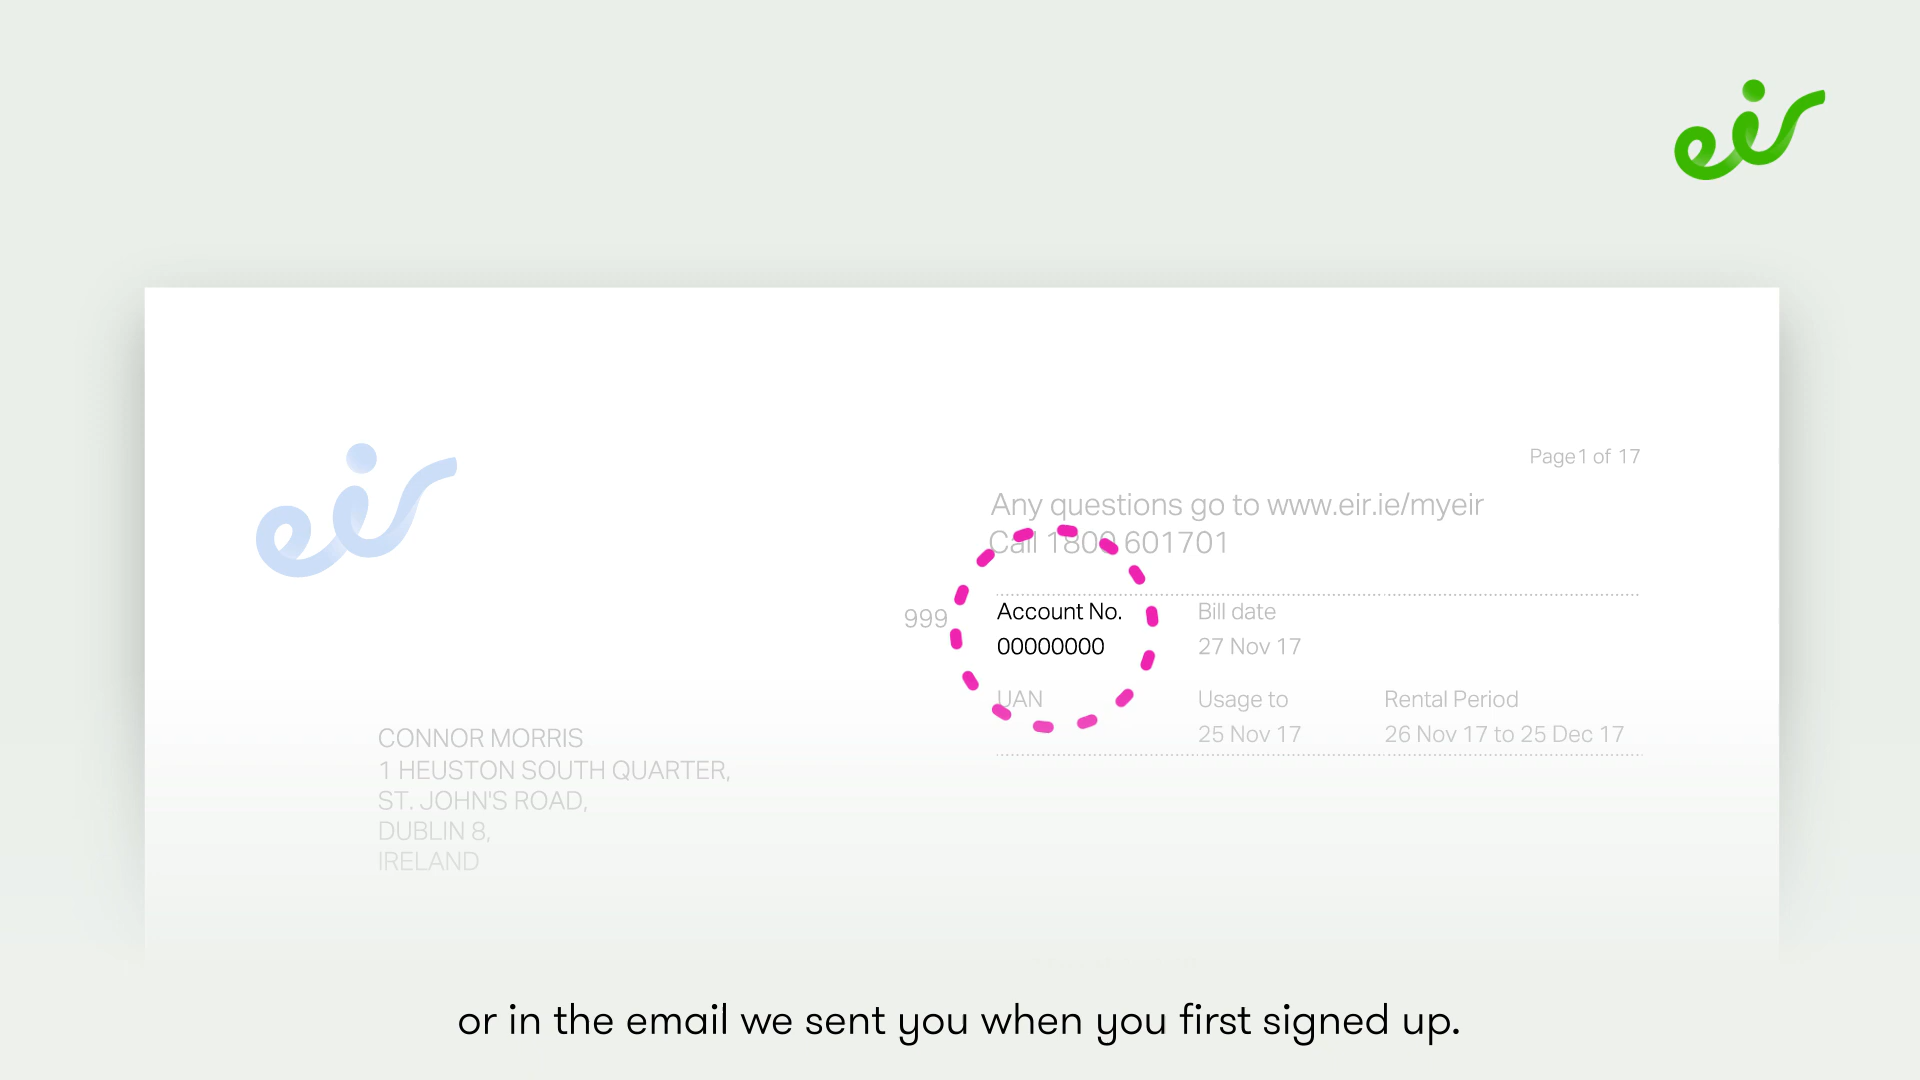 eir
eir
Page1 of 17
Any questions go to www.eir.ie/myeir
Call 1800 601701
999
Account No.
00000000
Bill date
27 Nov 17
UAN
Usage to
25 Nov 17
Rental Period
26 Nov 17 to 25 Dec 17
CONNOR MORRIS
1 HEUSTON SOUTH QUARTER,
ST. JOHN'S ROAD,
DUBLIN 8,
IRELAND
or in the email we sent you when you first signed up.